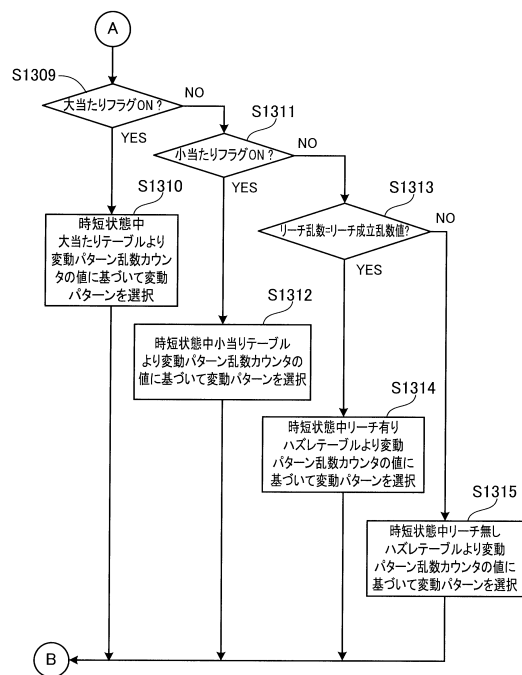 A
S1309
大当たりフラグON?
NO
YES
S1311
小当たりフラグON?
NO
YES
S1310
時短状態中
大当たりテーブルより
変動パターン乱数カウン
タの値に基づいて変動
パターンを選択
S1313
リーチ乱数=リーチ成立乱数値?
NO
YES
S1312
時短状態中小当りテーブル
より変動パターン乱数カウンタの
値に基づいて変動パターンを選択
S1314
時短状態中リーチ有り
ハズレテーブルより変動
パターン乱数カウンタの値に
基づいて変動パターンを選択
S1315
時短状態中リーチ無し
ハズレテーブルより変動
パターン乱数カウンタの値に
基づいて変動パターンを選択
B